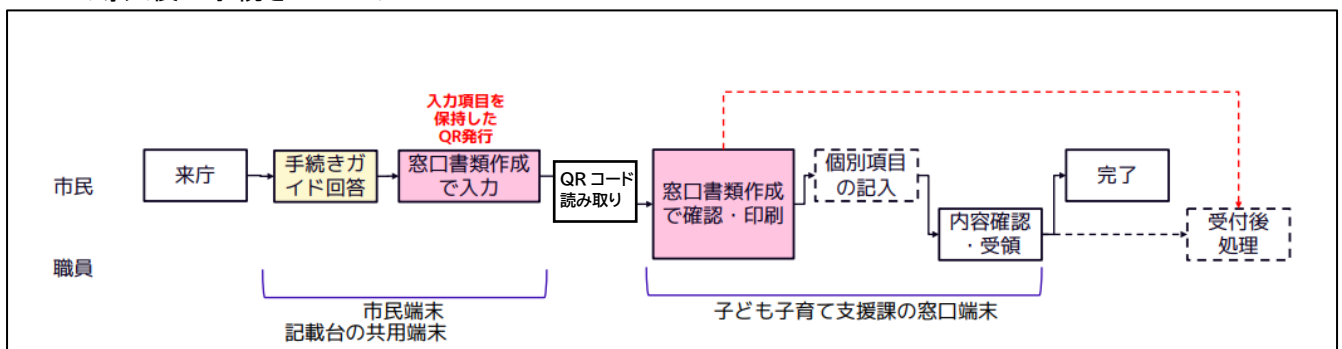 入力項目を
保持した
QR発行
市民
来庁
手続きガ
イド回答
窓口書類作成
で入力
QRコード
読み取り
窓口書類作成
で確認・印刷
個別項目
の記入
内容確認
・受領
完了
受付後
処理
職員
市民端末
記載台の共用端末
子ども子育て支援課の窓口端末